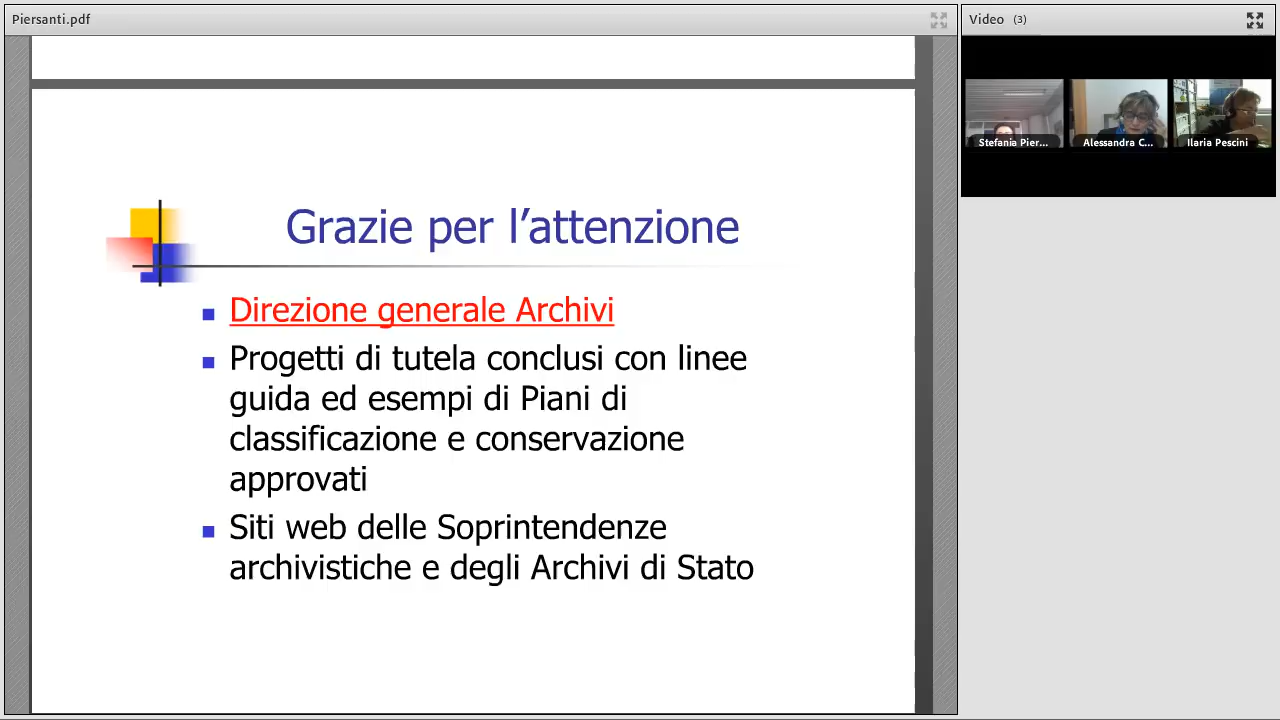 Piersanti.pdf
Video (3)
Stefania Pier...
Alessandra C...
Ilaria Pescini
Grazie per l’attenzione
Direzione generale Archivi
Progetti di tutela conclusi con linee
guida ed esempi di Piani di
classificazione e conservazione
approvati
Siti web delle Soprintendenze
archivistiche e degli Archivi di Stato